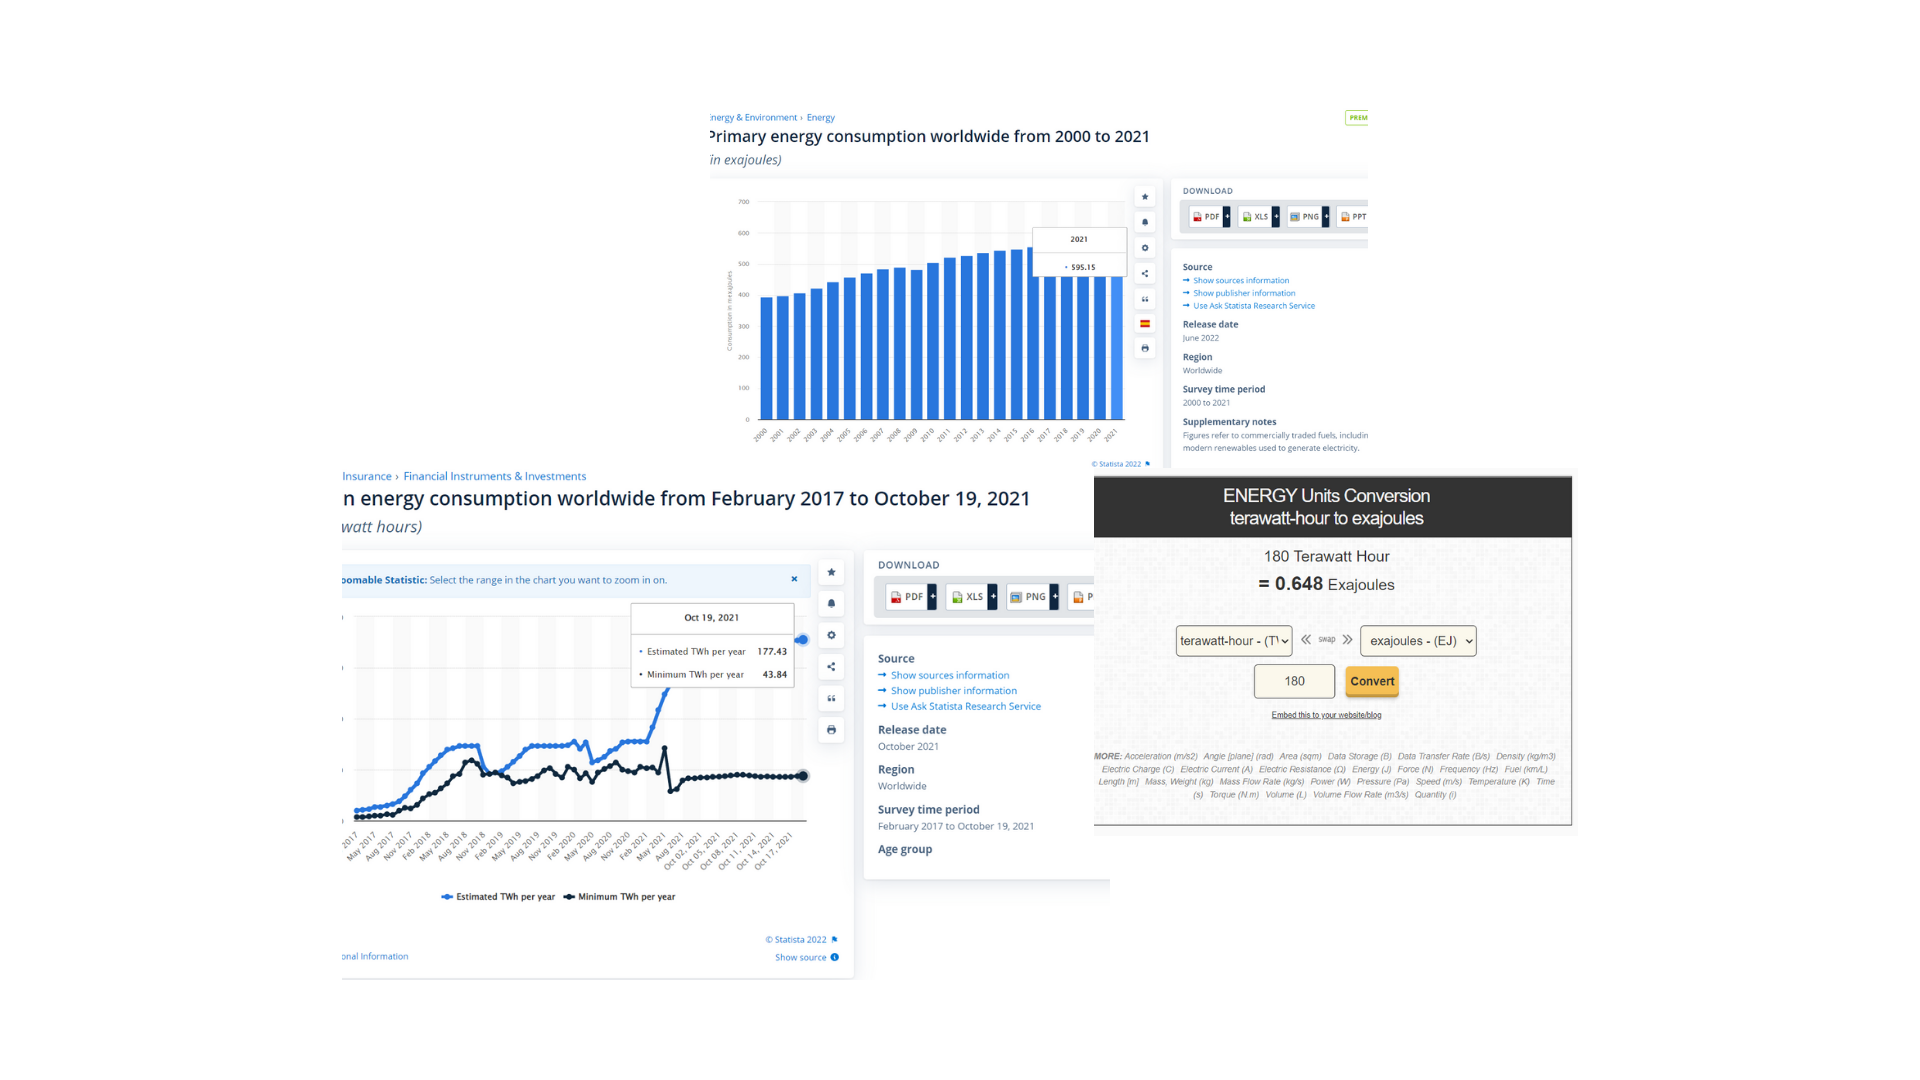 nergy & Environment › Energy
PREM
Primary energy consumption worldwide from 2000 to 2021
in exajoules)
DOWNLOAD
PDF + XLS + PNG + PPT
700
600
500
400
300
200
100
0
Consumption in exajoules
2021
• 595.15
2000 2001 2002 2003 2004 2005 2006 2007 2008 2009 2010 2011 2012 2013 2014 2015 2016 2017 2018 2019 2020 2021
Source
→ Show sources information
→ Show publisher information
→ Use Ask Statista Research Service
Release date
June 2022
Region
Worldwide
Survey time period
2000 to 2021
Supplementary notes
Figures refer to commercially traded fuels, includin
modern renewables used to generate electricity.
© Statista 2022
Insurance › Financial Instruments & Investments
n energy consumption worldwide from February 2017 to October 19, 2021
watt hours)
oomable Statistic: Select the range in the chart you want to zoom in on.
×
Oct 19, 2021
• Estimated TWh per year 177.43
• Minimum TWh per year 43.84
2017 May 2017 Aug 2017 Nov 2017 Feb 2018 May 2018 Aug 2018 Nov 2018 Feb 2019 May 2019 Aug 2019 Nov 2019 Feb 2020 May 2020 Aug 2020 Nov 2020 Feb 2021 May 2021 Aug 2021 Oct 02, 2021 Oct 05, 2021 Oct 08, 2021 Oct 11, 2021 Oct 14, 2021 Oct 17, 2021
Estimated TWh per year Minimum TWh per year
© Statista 2022
onal Information
Show source
DOWNLOAD
PDF + XLS + PNG + P
Source
→ Show sources information
→ Show publisher information
→ Use Ask Statista Research Service
Release date
October 2021
Region
Worldwide
Survey time period
February 2017 to October 19, 2021
Age group
ENERGY Units Conversion
terawatt-hour to exajoules
180 Terawatt Hour
= 0.648 Exajoules
terawatt-hour - (TV swap exajoules - (EJ)
180 Convert
Embed this to your website/blog
MORE: Acceleration (m/s2) Angle [plane] (rad) Area (sqm) Data Storage (B) Data Transfer Rate (B/s) Density (kg/m3)
Electric Charge (C) Electric Current (A) Electric Resistance (Ω) Energy (J) Force (N) Frequency (Hz) Fuel (km/L)
Length [m] Mass, Weight (kg) Mass Flow Rate (kg/s) Power (W) Pressure (Pa) Speed (m/s) Temperature (K) Time
(s) Torque (N.m) Volume (L) Volume Flow Rate (m3/s) Quantity (i)